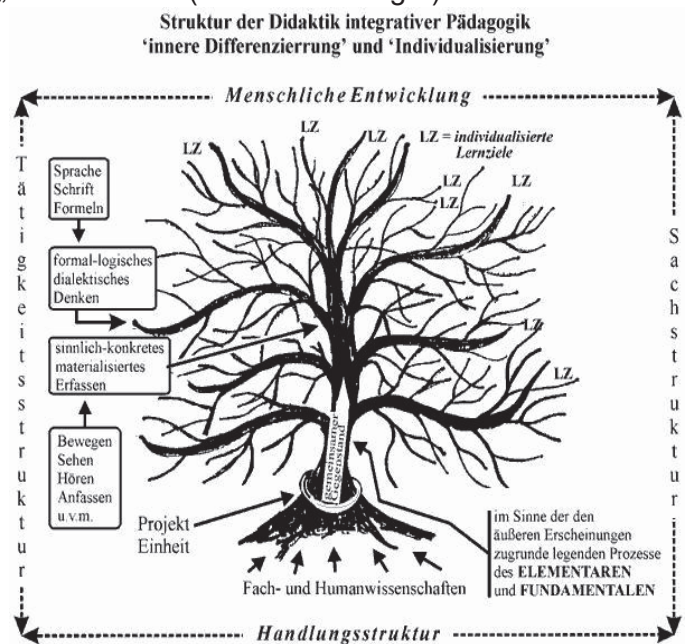 Struktur der Didaktik integrativer Pädagogik
‘innere Differenzierrung’ und ‘Individualisierung’
Menschliche Entwicklung
Tätigkeitsstruktur
Sprache
Schrift
Formeln
formal-logisches
dialektisches
Denken
sinnlich-konkretes
materialisiertes
Erfassen
Bewegen
Sehen
Hören
Anfassen
u.v.m.
LZ
LZ
LZ
LZ = individualisierte
Lernziele
LZ
LZ
LZ
LZ
LZ
gemeinsamer
Gegenstand
Projekt
Einheit
Fach- und Humanwissenschaften
im Sinne der den
äußeren Erscheinungen
zugrunde legenden Prozesse
des ELEMENTAREN
und FUNDAMENTALEN
Sachstruktur
Handlungsstruktur